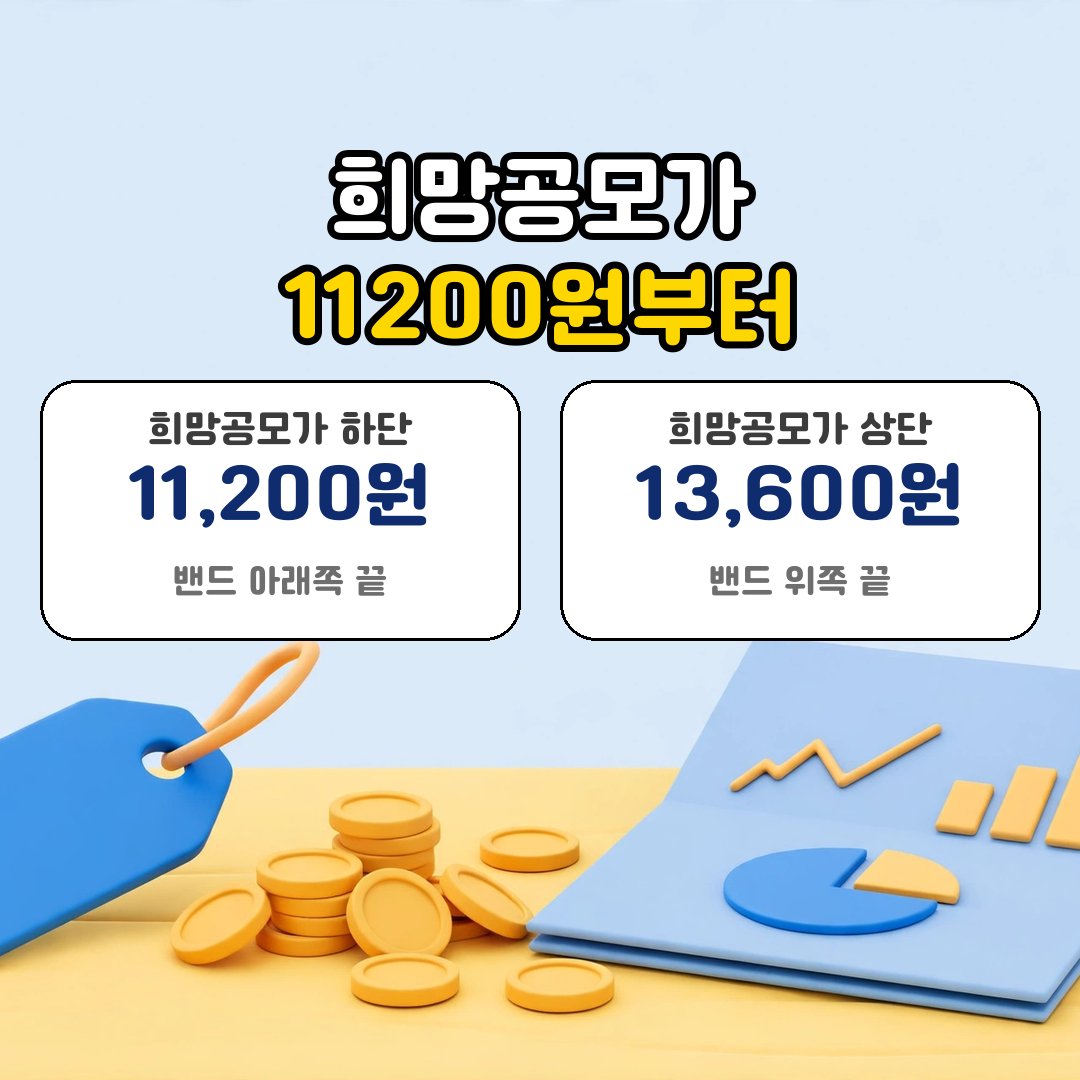 희망공모가
11200원부터
희망공모가 하단
11,200원
밴드 아래쪽 끝
희망공모가 상단
13,600원
밴드 위쪽 끝